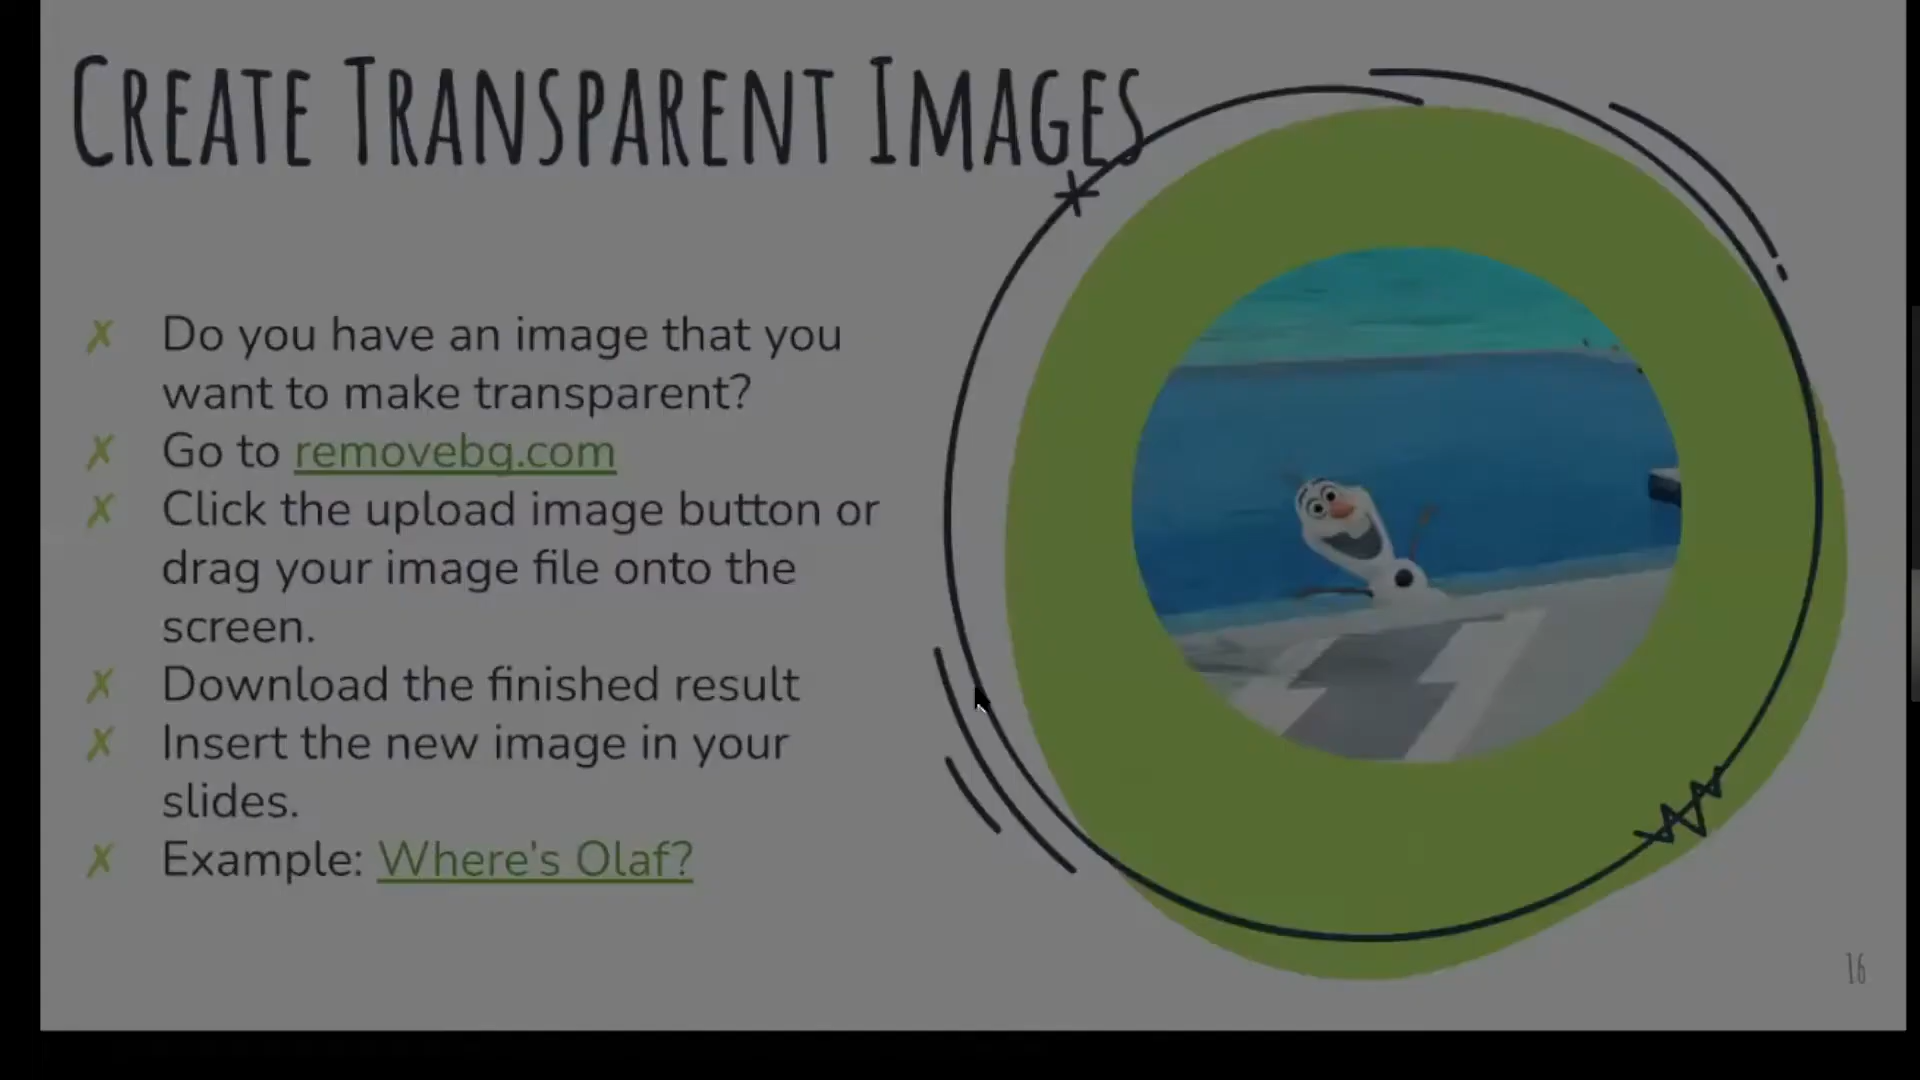 CREATE TRANSPARENT IMAGES
✗ Do you have an image that you
want to make transparent?
✗ Go to removebg.com
✗ Click the upload image button or
drag your image file onto the
screen.
✗ Download the finished result
✗ Insert the new image in your
slides.
✗ Example: Where's Olaf?
16